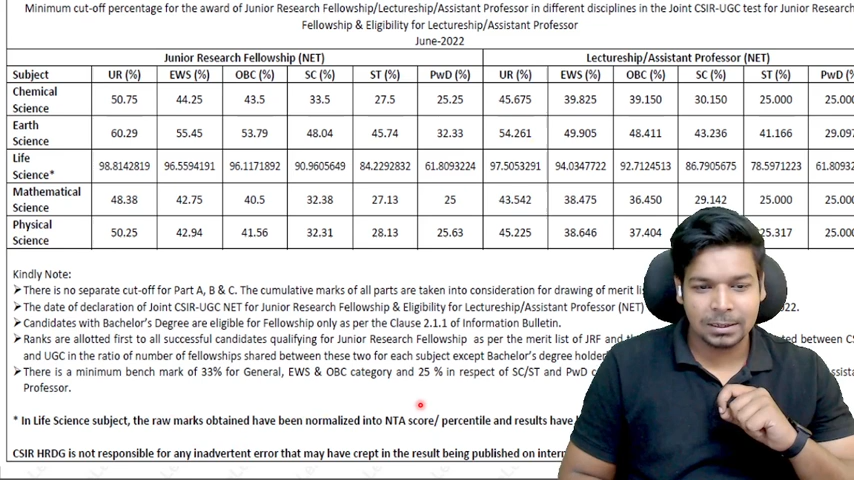 Minimum cut-off percentage for the award of Junior Research Fellowship/Lectureship/Assistant Professor in different disciplines in the Joint CSIR-UGC test for Junior Research
Fellowship & Eligibility for Lectureship/Assistant Professor
June-2022
Junior Research Fellowship (NET) Lectureship/Assistant Professor (NET)
Subject UR (%) EWS (%) OBC (%) SC (%) ST (%) PwD (%) UR (%) EWS (%) OBC (%) SC (%) ST (%) PwD (%
Chemical Science 50.75 44.25 43.5 33.5 27.5 25.25 45.675 39.825 39.150 30.150 25.000 25.000
Earth Science 60.29 55.45 53.79 48.04 45.74 32.33 54.261 49.905 48.411 43.236 41.166 29.097
Life Science* 98.8142819 96.5594191 96.1171892 90.9605649 84.2292832 61.8093224 97.5053291 94.0347722 92.7124513 86.7905675 78.5971223 61.80932
Mathematical Science 48.38 42.75 40.5 32.38 27.13 25 43.542 38.475 36.450 29.142 25.000 25.000
Physical Science 50.25 42.94 41.56 32.31 28.13 25.63 45.225 38.646 37.404 25.317 25.000
Kindly Note:
➢There is no separate cut-off for Part A, B & C. The cumulative marks of all parts are taken into consideration for drawing of merit
➢The date of declaration of Joint CSIR-UGC NET for Junior Research Fellowship & Eligibility for Lectureship/Assistant Professor (NET) 2022.
➢Candidates with Bachelor's Degree are eligible for Fellowship only as per the Clause 2.1.1 of Information Bulletin.
➢Ranks are allotted first to all successful candidates qualifying for Junior Research Fellowship as per the merit list of JRF and between
and UGC in the ratio of number of fellowships shared between these two for each subject except Bachelor's degree
➢There is a minimum bench mark of 33% for General, EWS & OBC category and 25 % in respect of SC/ST and PwD
Professor.
* In Life Science subject, the raw marks obtained have been normalized into NTA score/ percentile and results have
CSIR HRDG is not responsible for any inadvertent error that may have crept in the result being published on